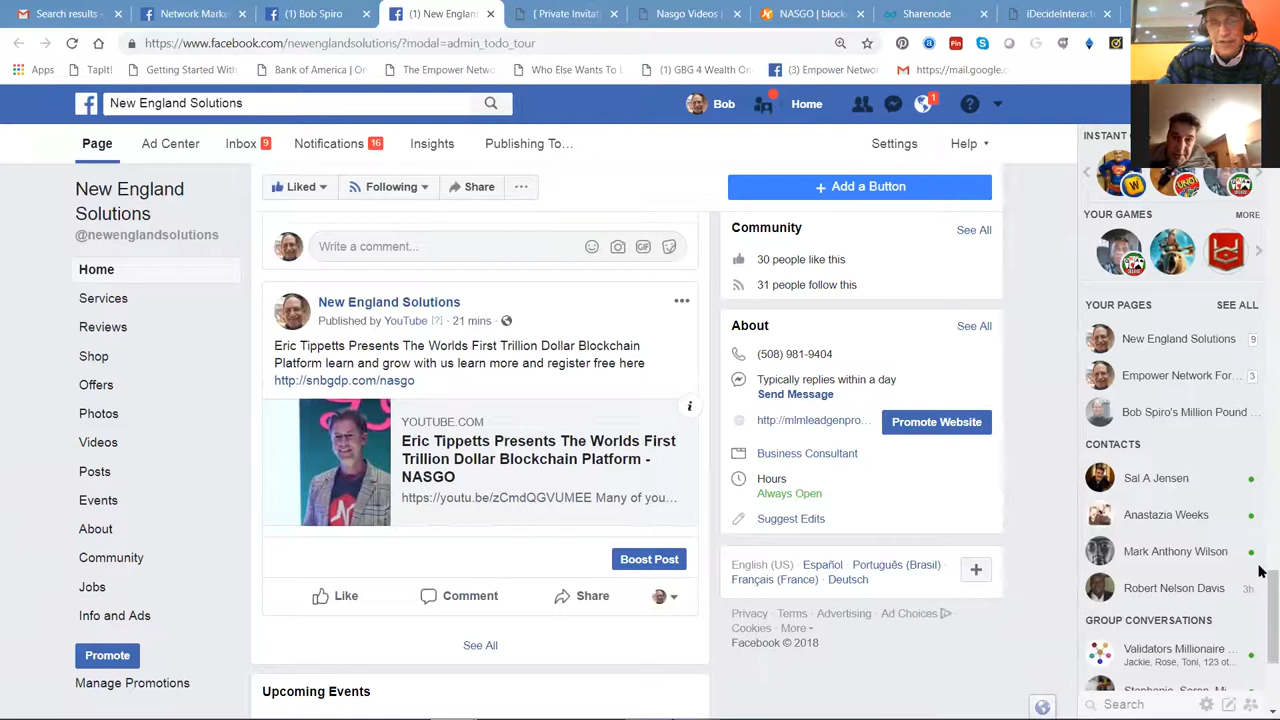 Search results -
Network Marke
(1) Bob Spiro
(1) New Englan
[ Private Invitat
Nasgo Videos |
NASGO | block
Sharenode
iDecideInteract
https://www.facebook.com/newenglandsolutions/?modal=admin_todo_tour
Apps
TapIt!
Getting Started With
Bank of America | O
The Empower Netwo
Who Else Wants To L
(1) GBG 4 Wealth On
(3) Empower Networ
https://mail.google.c
New England Solutions
Bob
Home
1
Page
Ad Center
Inbox 9
Notifications 16
Insights
Publishing To...
Settings
Help
New England
Solutions
@newenglandsolutions
Home
Services
Reviews
Shop
Offers
Photos
Videos
Posts
Events
About
Community
Jobs
Info and Ads
Promote
Manage Promotions
Liked
Following
Share
Add a Button
Write a comment...
GIF
New England Solutions
Published by YouTube [?] · 21 mins ·
Eric Tippetts Presents The Worlds First Trillion Dollar Blockchain
Platform learn and grow with us learn more and register free here
http://snbgdp.com/nasgo
YOUTUBE.COM
Eric Tippetts Presents The Worlds First
Trillion Dollar Blockchain Platform -
NASGO
https://youtu.be/zCmdQGVUMEE Many of you...
Boost Post
Like
Comment
Share
See All
Upcoming Events
Community
See All
30 people like this
31 people follow this
About
See All
(508) 981-9404
Typically replies within a day
Send Message
http://mlmleadgenpro...
Promote Website
Business Consultant
Hours
Always Open
Suggest Edits
English (US) · Español · Português (Brasil) ·
Français (France) · Deutsch
Privacy · Terms · Advertising · Ad Choices
Cookies · More
Facebook © 2018
INSTANT
W
UNO
YOUR GAMES
MORE
YOUR PAGES
SEE ALL
New England Solutions
9
Empower Network For...
3
Bob Spiro's Million Pound ...
CONTACTS
Sal A Jensen
Anastazia Weeks
Mark Anthony Wilson
Robert Nelson Davis
3h
GROUP CONVERSATIONS
Validators Millionaire ...
Jackie, Rose, Toni, 123 ot...
Search